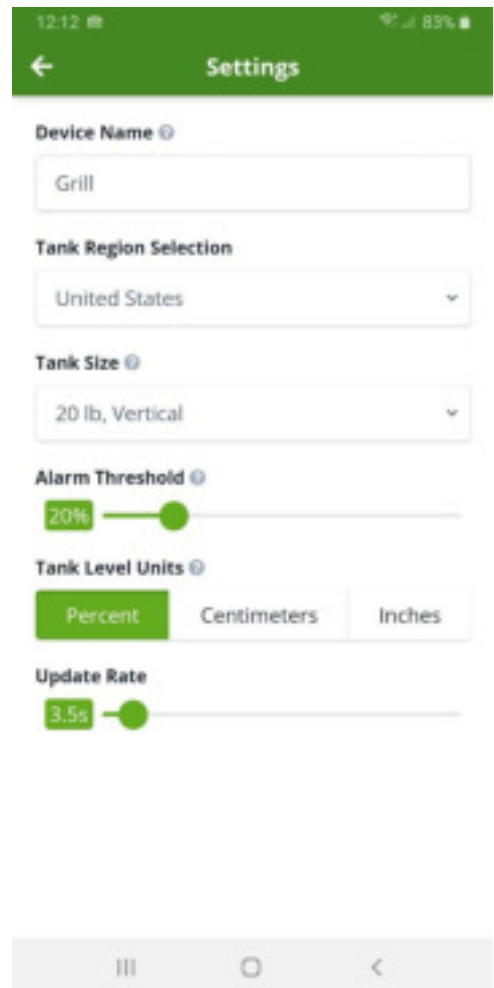 12:12 83%
Settings
Device Name
Grill
Tank Region Selection
United States
Tank Size
20 lb, Vertical
Alarm Threshold
20%
Tank Level Units
Percent Centimeters Inches
Update Rate
3.5s